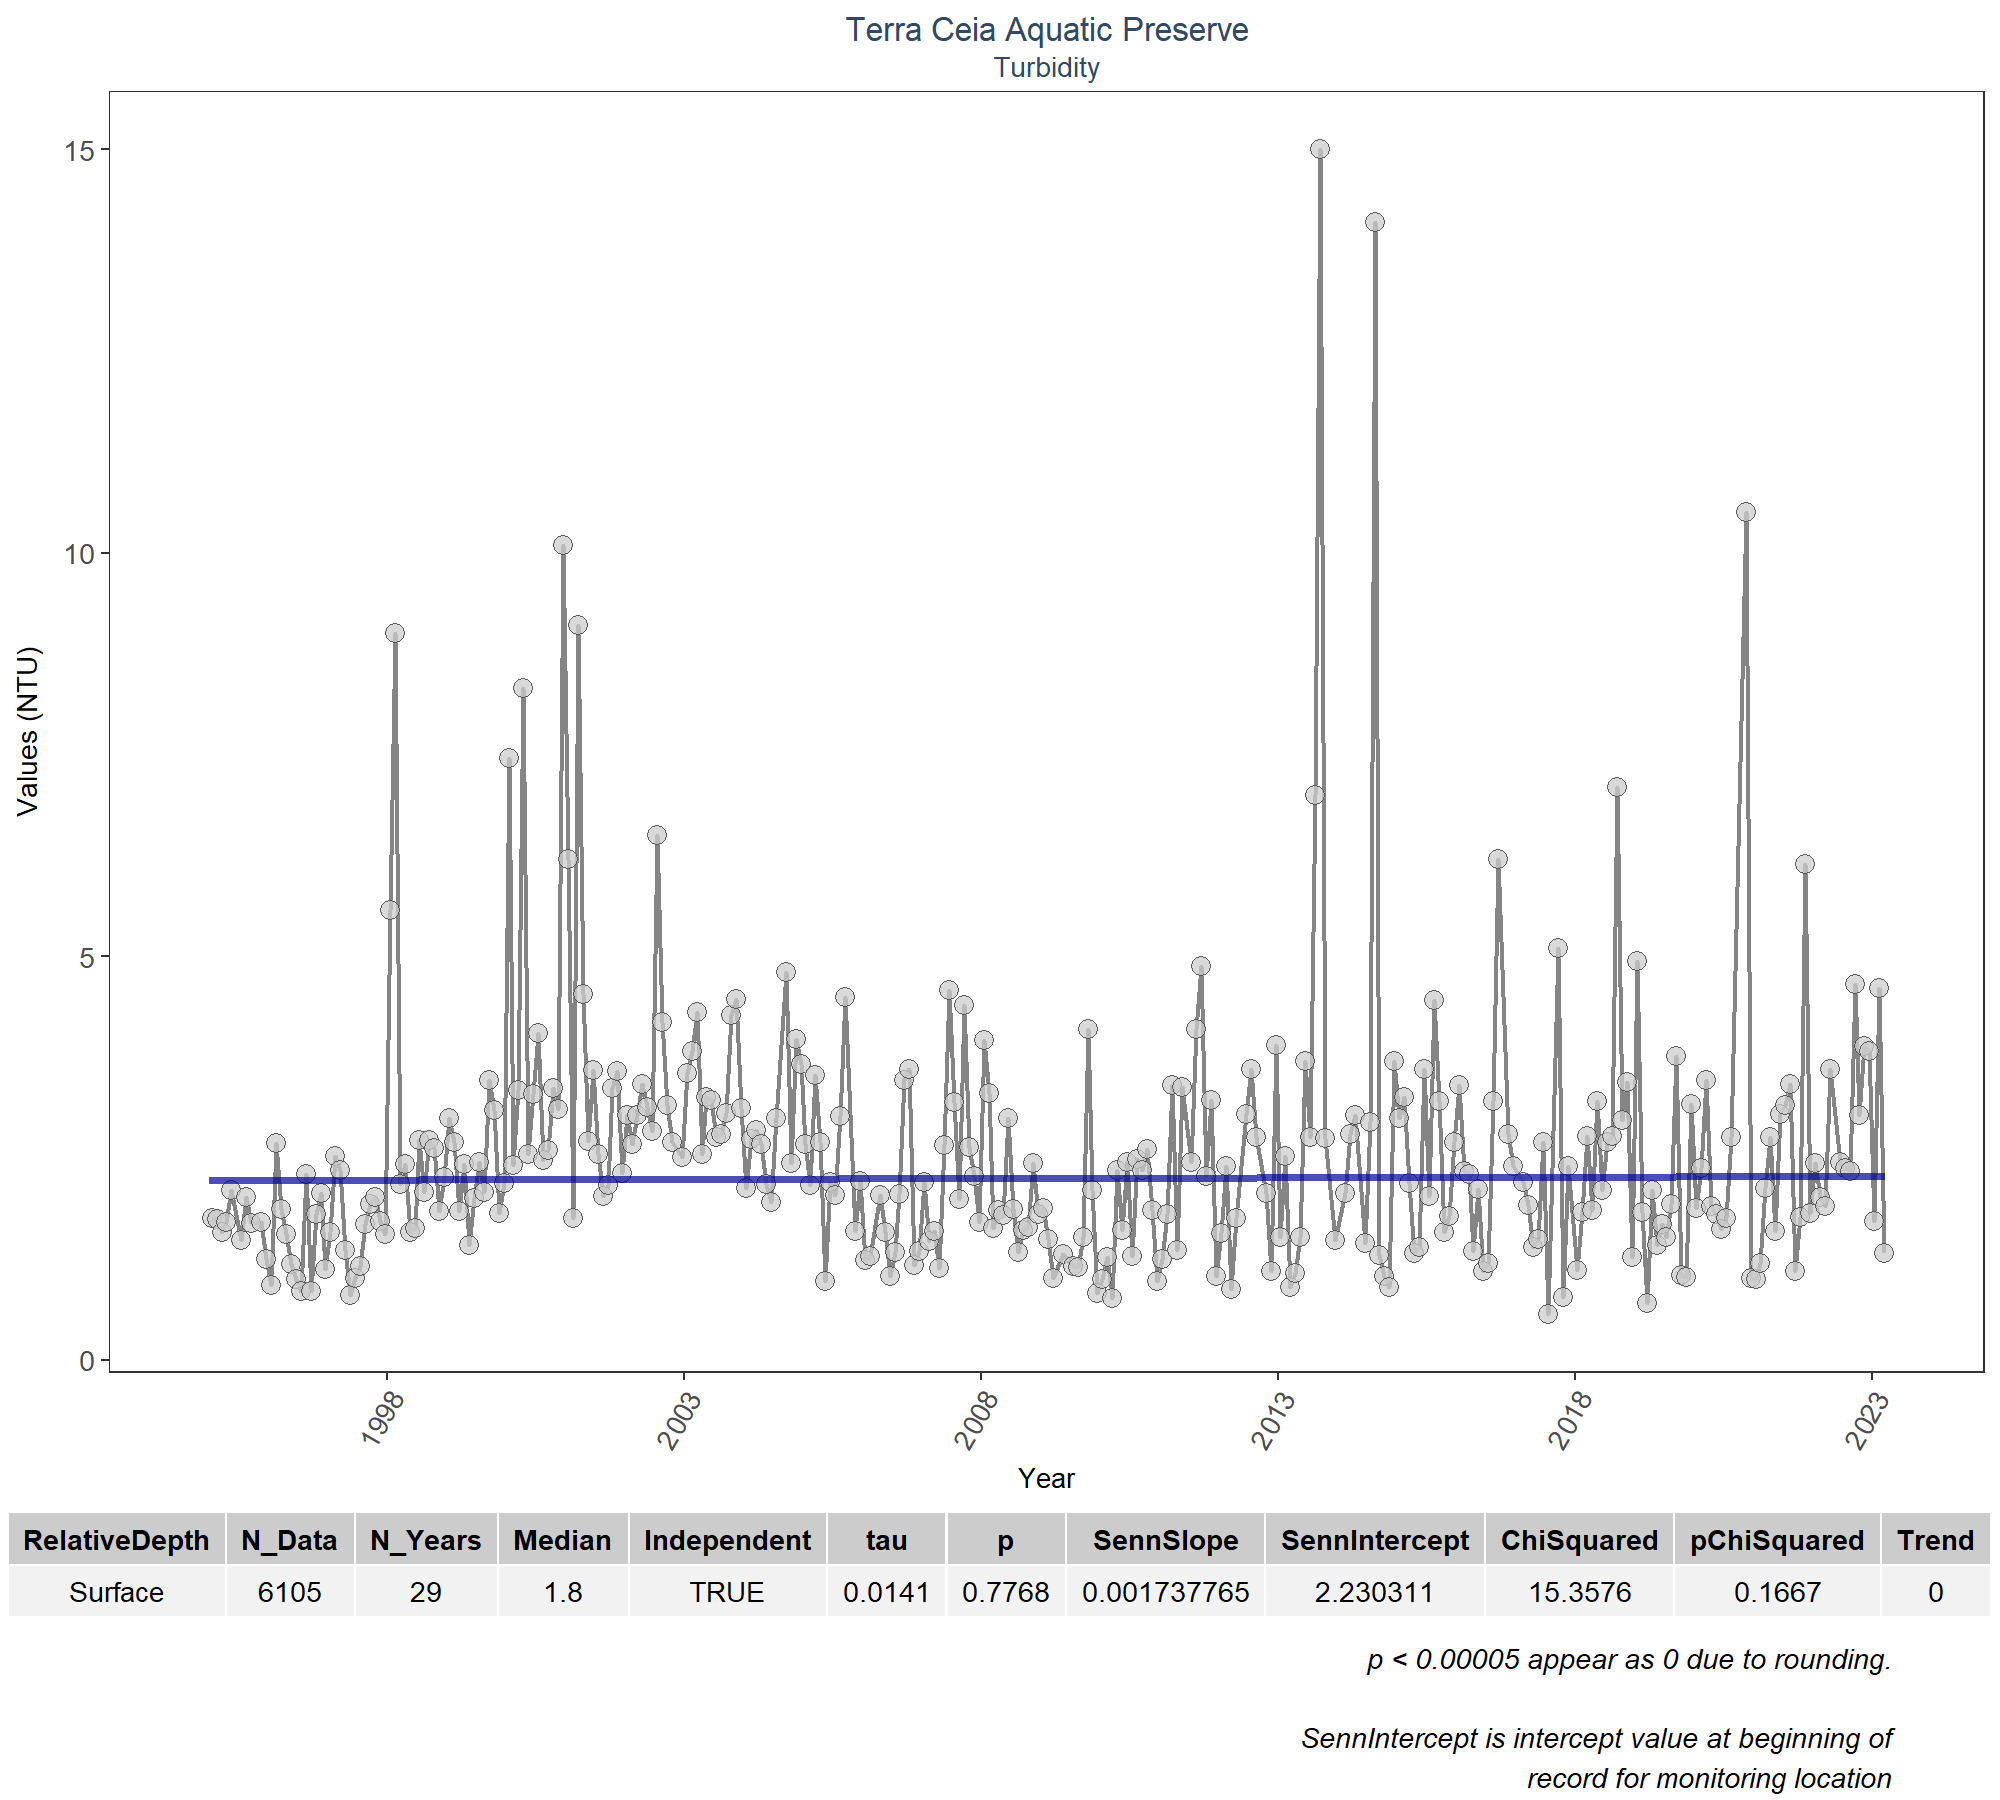 Terra Ceia Aquatic Preserve
Turbidity
15
10
5
0
Values (NTU)
1998
2003
2008
2013
2018
2023
Year
RelativeDepth N_Data N_Years Median Independent tau p SennSlope SennIntercept ChiSquared pChiSquared Trend
Surface 6105 29 1.8 TRUE 0.0141 0.7768 0.001737765 2.230311 15.3576 0.1667 0
p < 0.00005 appear as 0 due to rounding.
SennIntercept is intercept value at beginning of
record for monitoring location